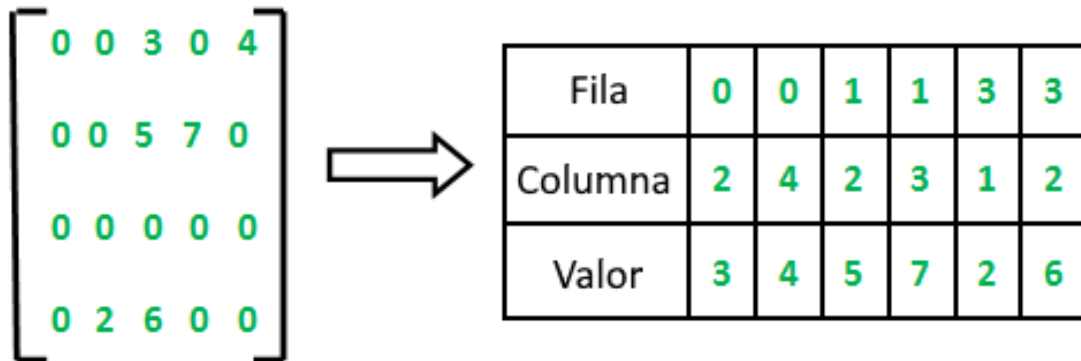 0 0 3 0 4
0 0 5 7 0
0 0 0 0 0
0 2 6 0 0
Fila 0 0 1 1 3 3
Columna 2 4 2 3 1 2
Valor 3 4 5 7 2 6